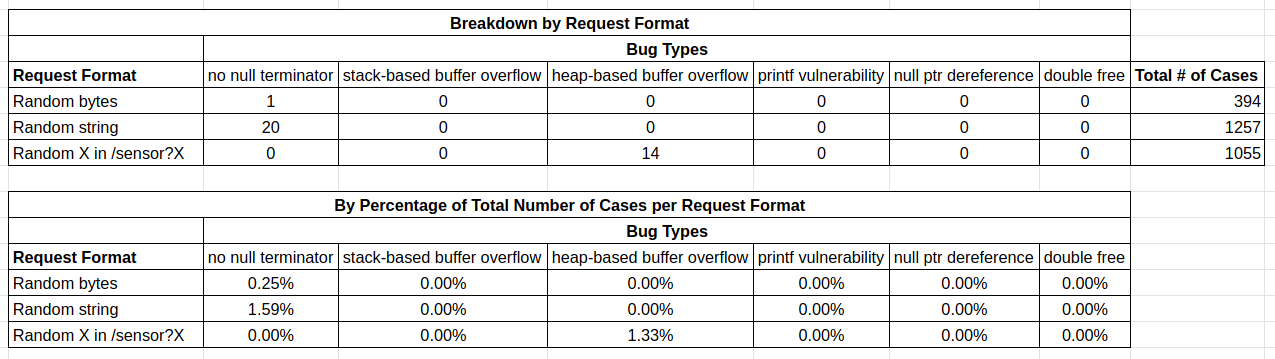 Breakdown by Request Format
Bug Types
Request Format no null terminator stack-based buffer overflow heap-based buffer overflow printf vulnerability null ptr dereference double free Total # of Cases
Random bytes 1 0 0 0 0 0 394
Random string 20 0 0 0 0 0 1257
Random X in /sensor?X 0 0 14 0 0 0 1055
By Percentage of Total Number of Cases per Request Format
Bug Types
Request Format no null terminator stack-based buffer overflow heap-based buffer overflow printf vulnerability null ptr dereference double free
Random bytes 0.25% 0.00% 0.00% 0.00% 0.00% 0.00%
Random string 1.59% 0.00% 0.00% 0.00% 0.00% 0.00%
Random X in /sensor?X 0.00% 0.00% 1.33% 0.00% 0.00% 0.00%